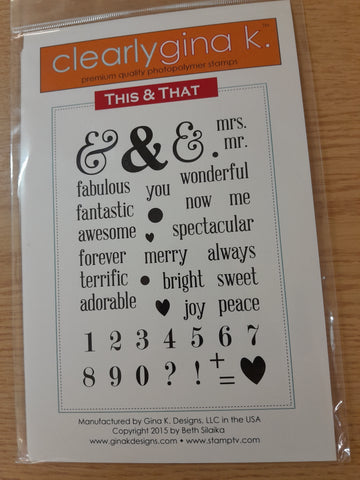 clearlygina k.™
premium quality photopolymer stamps
THIS & THAT
& & &.
mrs.
mr.
fabulous you wonderful
fantastic now me
awesome spectacular
forever merry always
terrific bright sweet
adorable joy peace
1 2 3 4 5 6 7
8 9 0 ? ! + =
Manufactured by Gina K. Designs, LLC in the USA
Copyright 2015 by Beth Silaika
www.ginakdesigns.com • www.stamptv.com